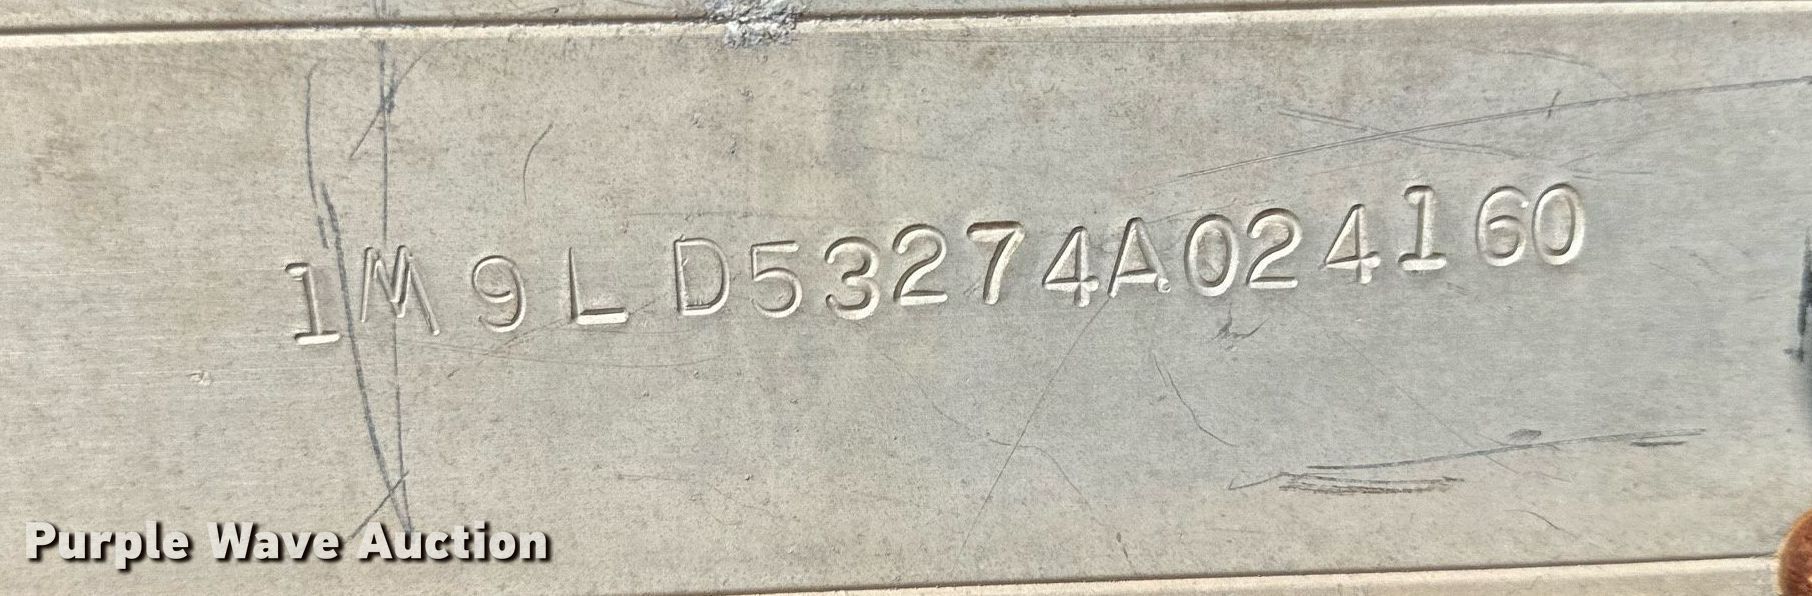 1M9LD53274A024160
Purple Wave Auction